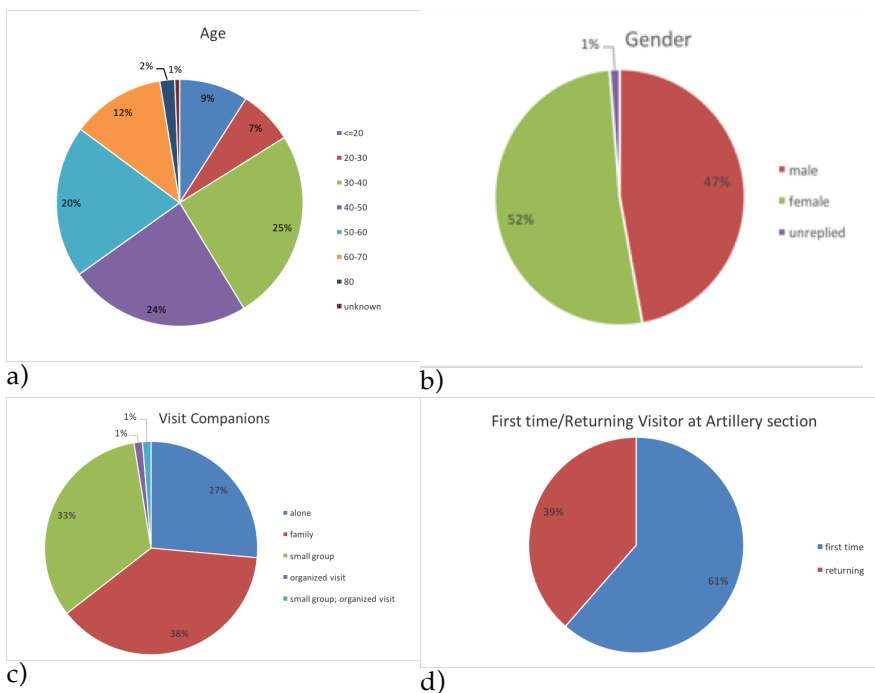 Age
2%
1%
9%
7%
25%
24%
20%
12%
<=20
20-30
30-40
40-50
50-60
60-70
80
unknown
a)
Gender
1%
47%
52%
male
female
unreplied
b)
Visit Companions
1%
1%
27%
38%
33%
alone
family
small group
organized visit
small group; organized visit
c)
First time/Returning Visitor at Artillery section
39%
61%
first time
returning
d)